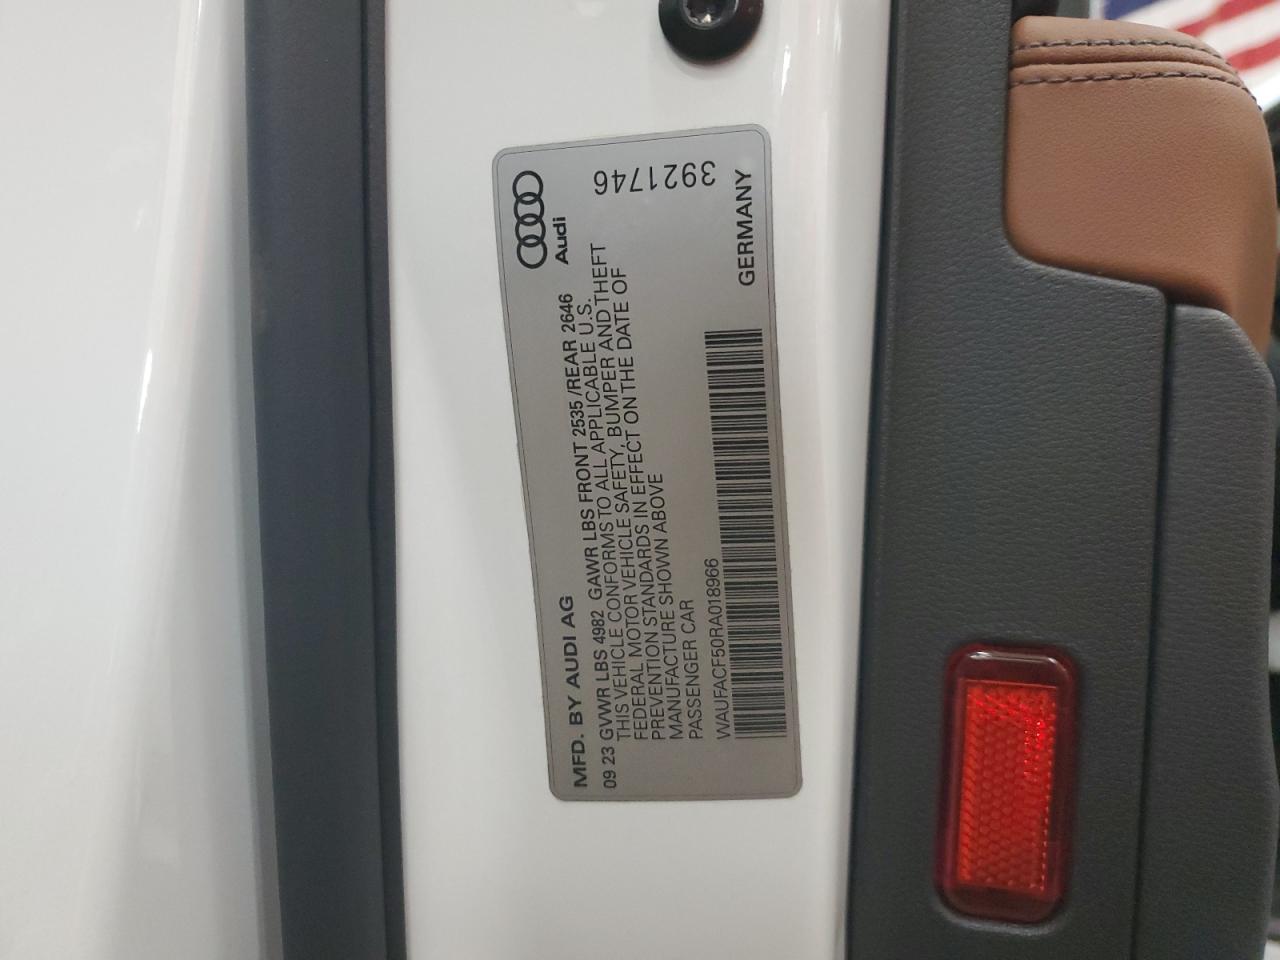 MFD. BY AUDI AG
Audi
09 23 GVWR LBS 4982 GAWR LBS FRONT 2535 /REAR 2646
THIS VEHICLE CONFORMS TO ALL APPLICABLE U.S.
FEDERAL MOTOR VEHICLE SAFETY, BUMPER AND THEFT
PREVENTION STANDARDS IN EFFECT ON THE DATE OF
MANUFACTURE SHOWN ABOVE
PASSENGER CAR
WAUFACF50RA018966
GERMANY
3921746